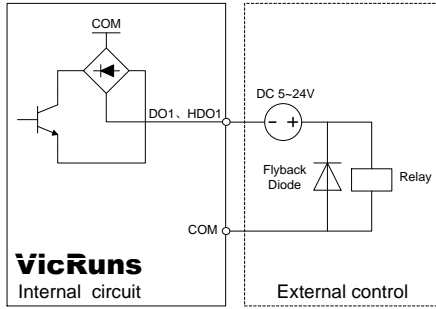 COM
DO1、HDO1
DC 5~24V
- +
Flyback
Diode
Relay
COM
VicRuns
Internal circuit
External control